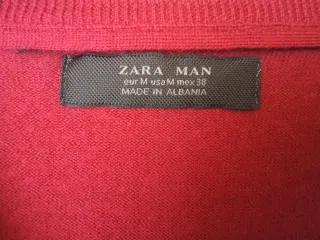 ZARA MAN
eur M usa M mex 38
MADE IN ALBANIA